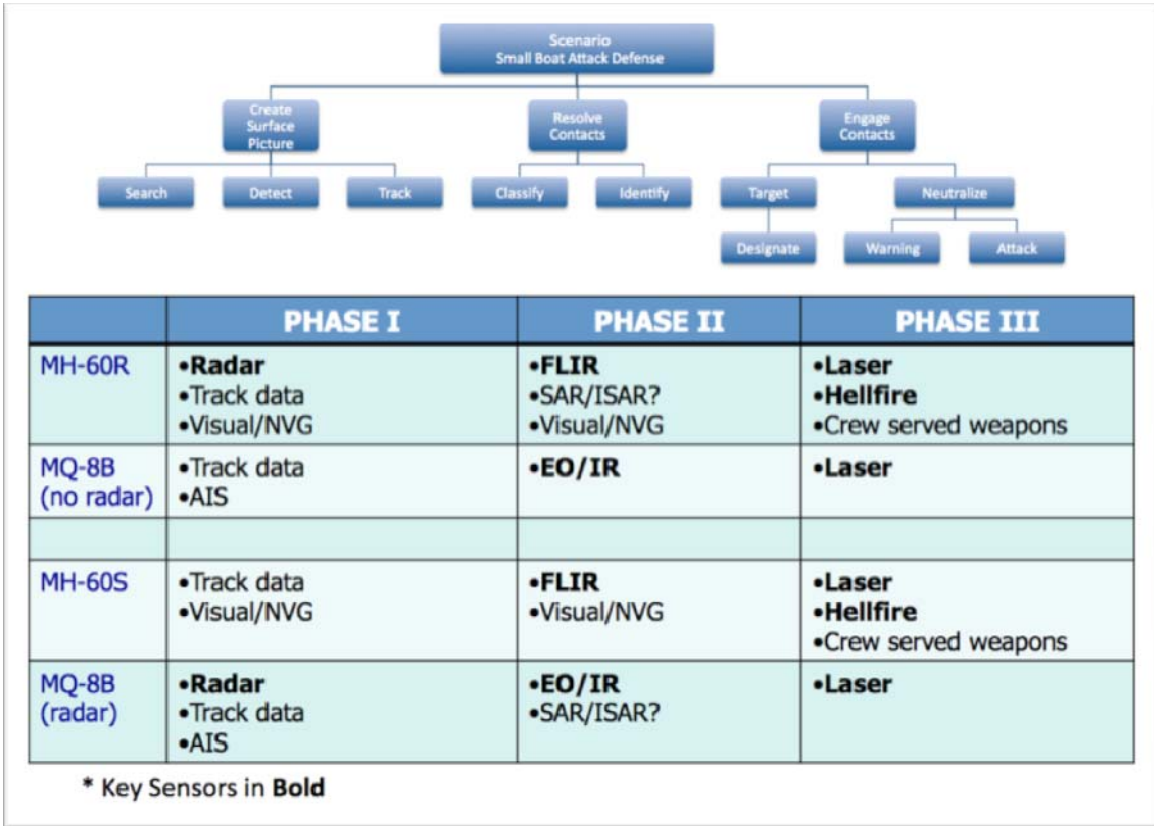 Scenario
Small Boat Attack Defense
Create
Surface
Picture
Resolve
Contacts
Engage
Contacts
Search
Detect
Track
Classify
Identify
Target
Neutralize
Designate
Warning
Attack
PHASE I
PHASE II
PHASE III
MH-60R
•Radar
•Track data
•Visual/NVG
•FLIR
•SAR/ISAR?
•Visual/NVG
•Laser
•Hellfire
•Crew served weapons
MQ-8B
(no radar)
•Track data
•AIS
•EO/IR
•Laser
MH-60S
•Track data
•Visual/NVG
•FLIR
•Visual/NVG
•Laser
•Hellfire
•Crew served weapons
MQ-8B
(radar)
•Radar
•Track data
•AIS
•EO/IR
•SAR/ISAR?
•Laser
* Key Sensors in Bold